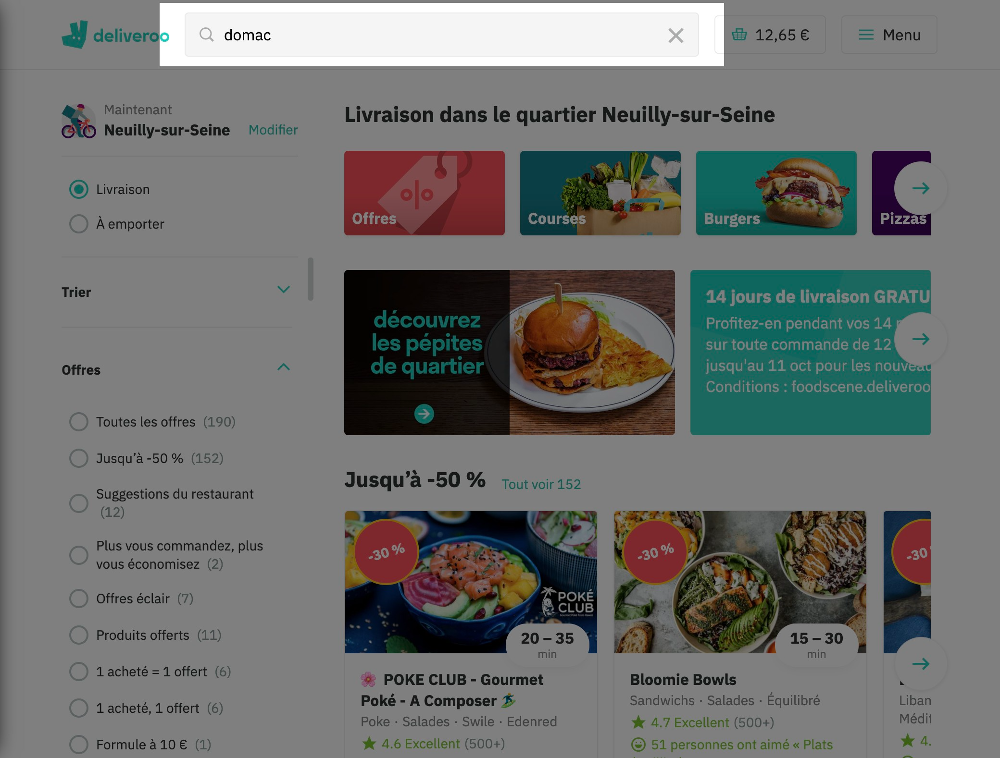 deliveroo
domac
12,65 €
Menu
Maintenant
Neuilly-sur-Seine
Modifier
Livraison
À emporter
Trier
Offres
Toutes les offres (190)
Jusqu’à -50 % (152)
Suggestions du restaurant
(12)
Plus vous commandez, plus
vous économisez (2)
Offres éclair (7)
Produits offerts (11)
1 acheté = 1 offert (6)
1 acheté, 1 offert (6)
Formule à 10 € (1)
Livraison dans le quartier Neuilly-sur-Seine
Offres
Courses
Burgers
Pizzas
découvrez
les pépites
de quartier
14 jours de livraison GRATU
Profitez-en pendant vos 14
sur toute commande de 12
jusqu'au 11 oct pour les nouveau
Conditions : foodscene.deliveroo
Jusqu’à -50 %
Tout voir 152
-30 %
POKÉ
CLUB
Gourmet Poké From Hawaii
20 – 35
min
🌸 POKE CLUB - Gourmet
Poké - A Composer 🏄
Poke · Salades · Swile · Edenred
4.6 Excellent (500+)
-30 %
15 – 30
min
Bloomie Bowls
Sandwichs · Salades · Équilibré
4.7 Excellent (500+)
51 personnes ont aimé « Plats
-30
Liban
Médit
4.